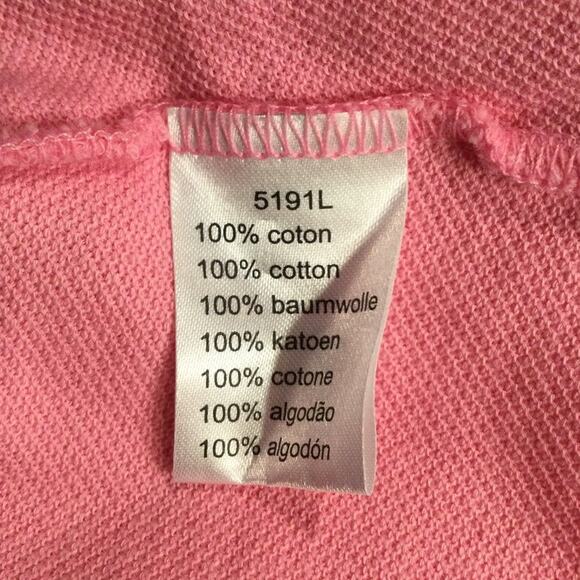 5191L
100% coton
100% cotton
100% baumwolle
100% katoen
100% cotone
100% algodão
100% algodón